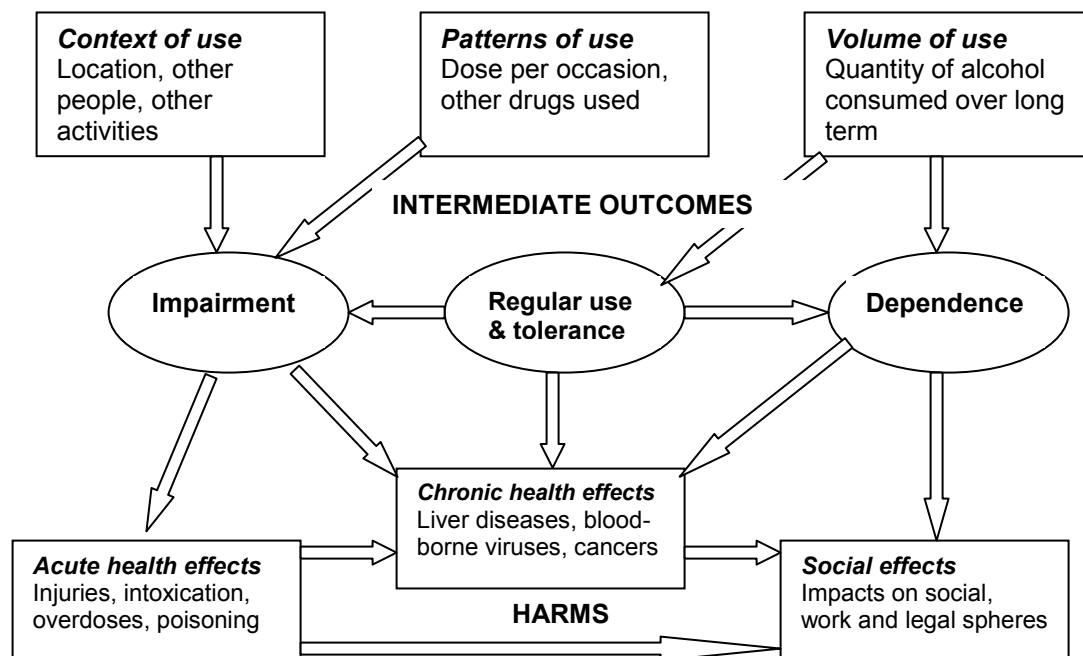 Context of use
Location, other
people, other
activities
Patterns of use
Dose per occasion,
other drugs used
Volume of use
Quantity of alcohol
consumed over long
term
INTERMEDIATE OUTCOMES
Impairment
Regular use
& tolerance
Dependence
Chronic health effects
Liver diseases, blood-
borne viruses, cancers
Acute health effects
Injuries, intoxication,
overdoses, poisoning
Social effects
Impacts on social,
work and legal spheres
HARMS